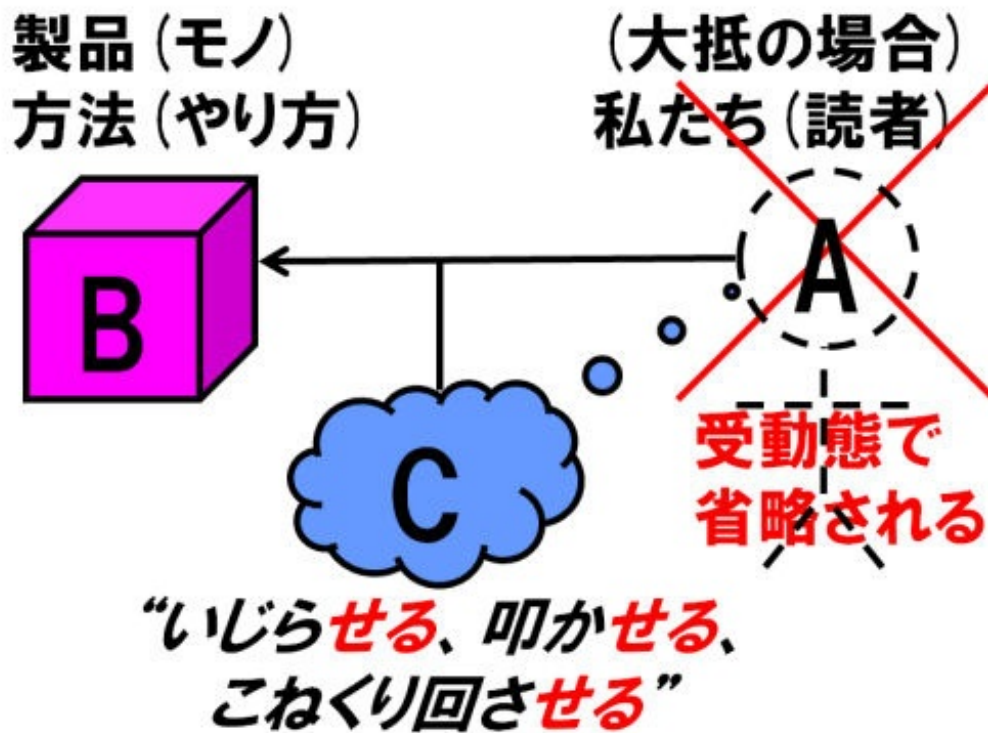 製品(モノ)
方法(やり方)
(大抵の場合)
私たち(読者)
B
A
C
受動態で
省略される
“いじらせる、叩かせる、
こねくり回させる”